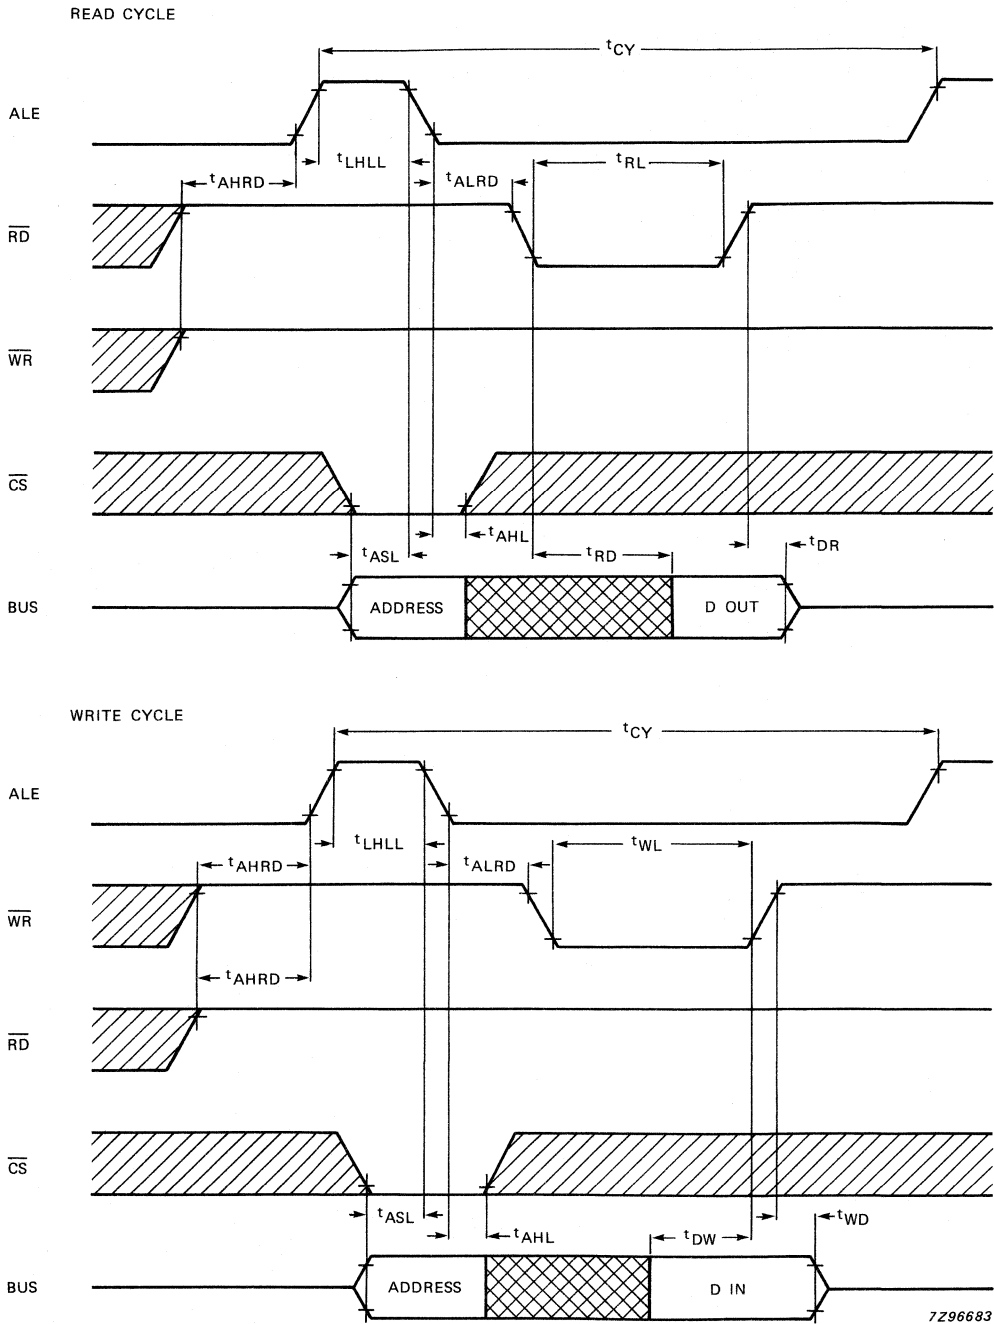 READ CYCLE
tCY
ALE
tLHLL
tRL
tAHRD
tALRD
RD
WR
CS
tASL
tAHL
tRD
tDR
BUS
ADDRESS
D OUT
WRITE CYCLE
tCY
ALE
tLHLL
tWL
tAHRD
tALRD
WR
tAHRD
RD
CS
tASL
tAHL
tDW
tWD
BUS
ADDRESS
D IN
7Z96683